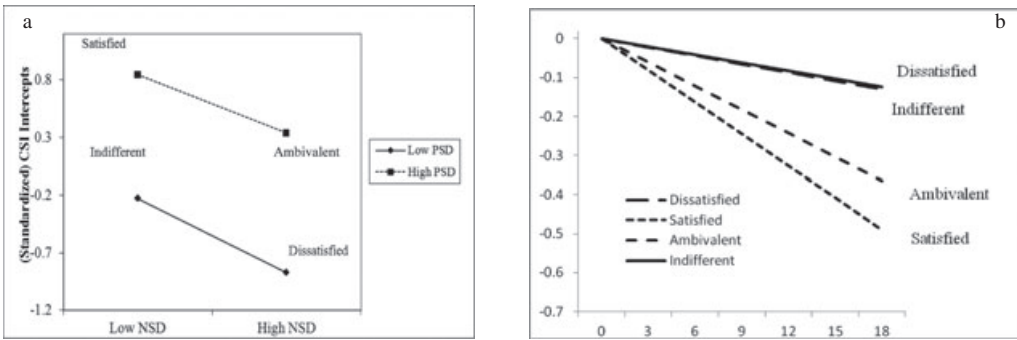 a
Satisfied
0.8
0.3
-0.2
-0.7
-1.2
(Standardized) CSI Intercepts
Indifferent
Ambivalent
Dissatisfied
Low NSD
High NSD
Low PSD
High PSD
b
0
-0.1
-0.2
-0.3
-0.4
-0.5
-0.6
-0.7
Dissatisfied
Indifferent
Ambivalent
Satisfied
Dissatisfied
Satisfied
Ambivalent
Indifferent
0 3 6 9 12 15 18